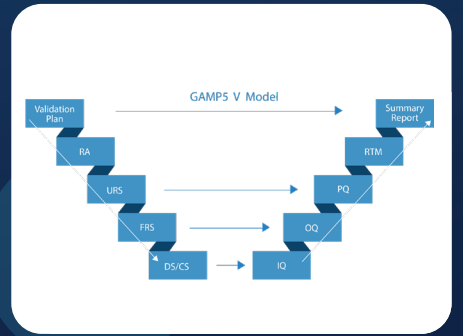 GAMP5 V Model
Validation
Plan
Summary
Report
RA
RTM
URS
PQ
FRS
OQ
DS/CS
IQ